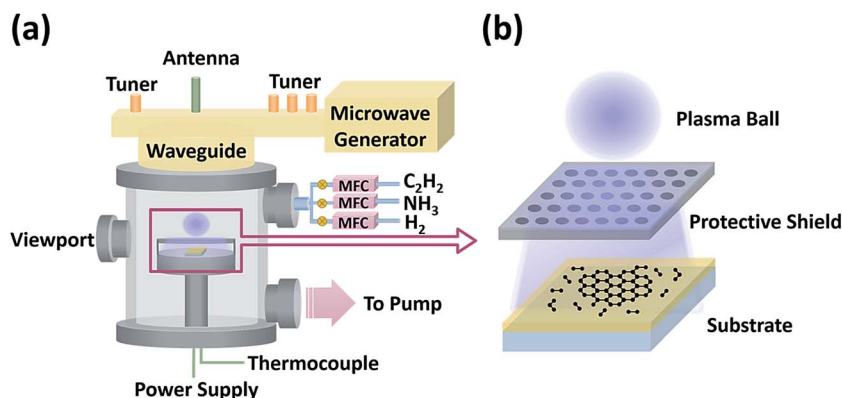 (a)
Antenna
Tuner
Tuner
Microwave
Generator
Waveguide
MFC
C₂H₂
MFC
NH₃
MFC
H₂
Viewport
To Pump
Thermocouple
Power Supply
(b)
Plasma Ball
Protective Shield
Substrate